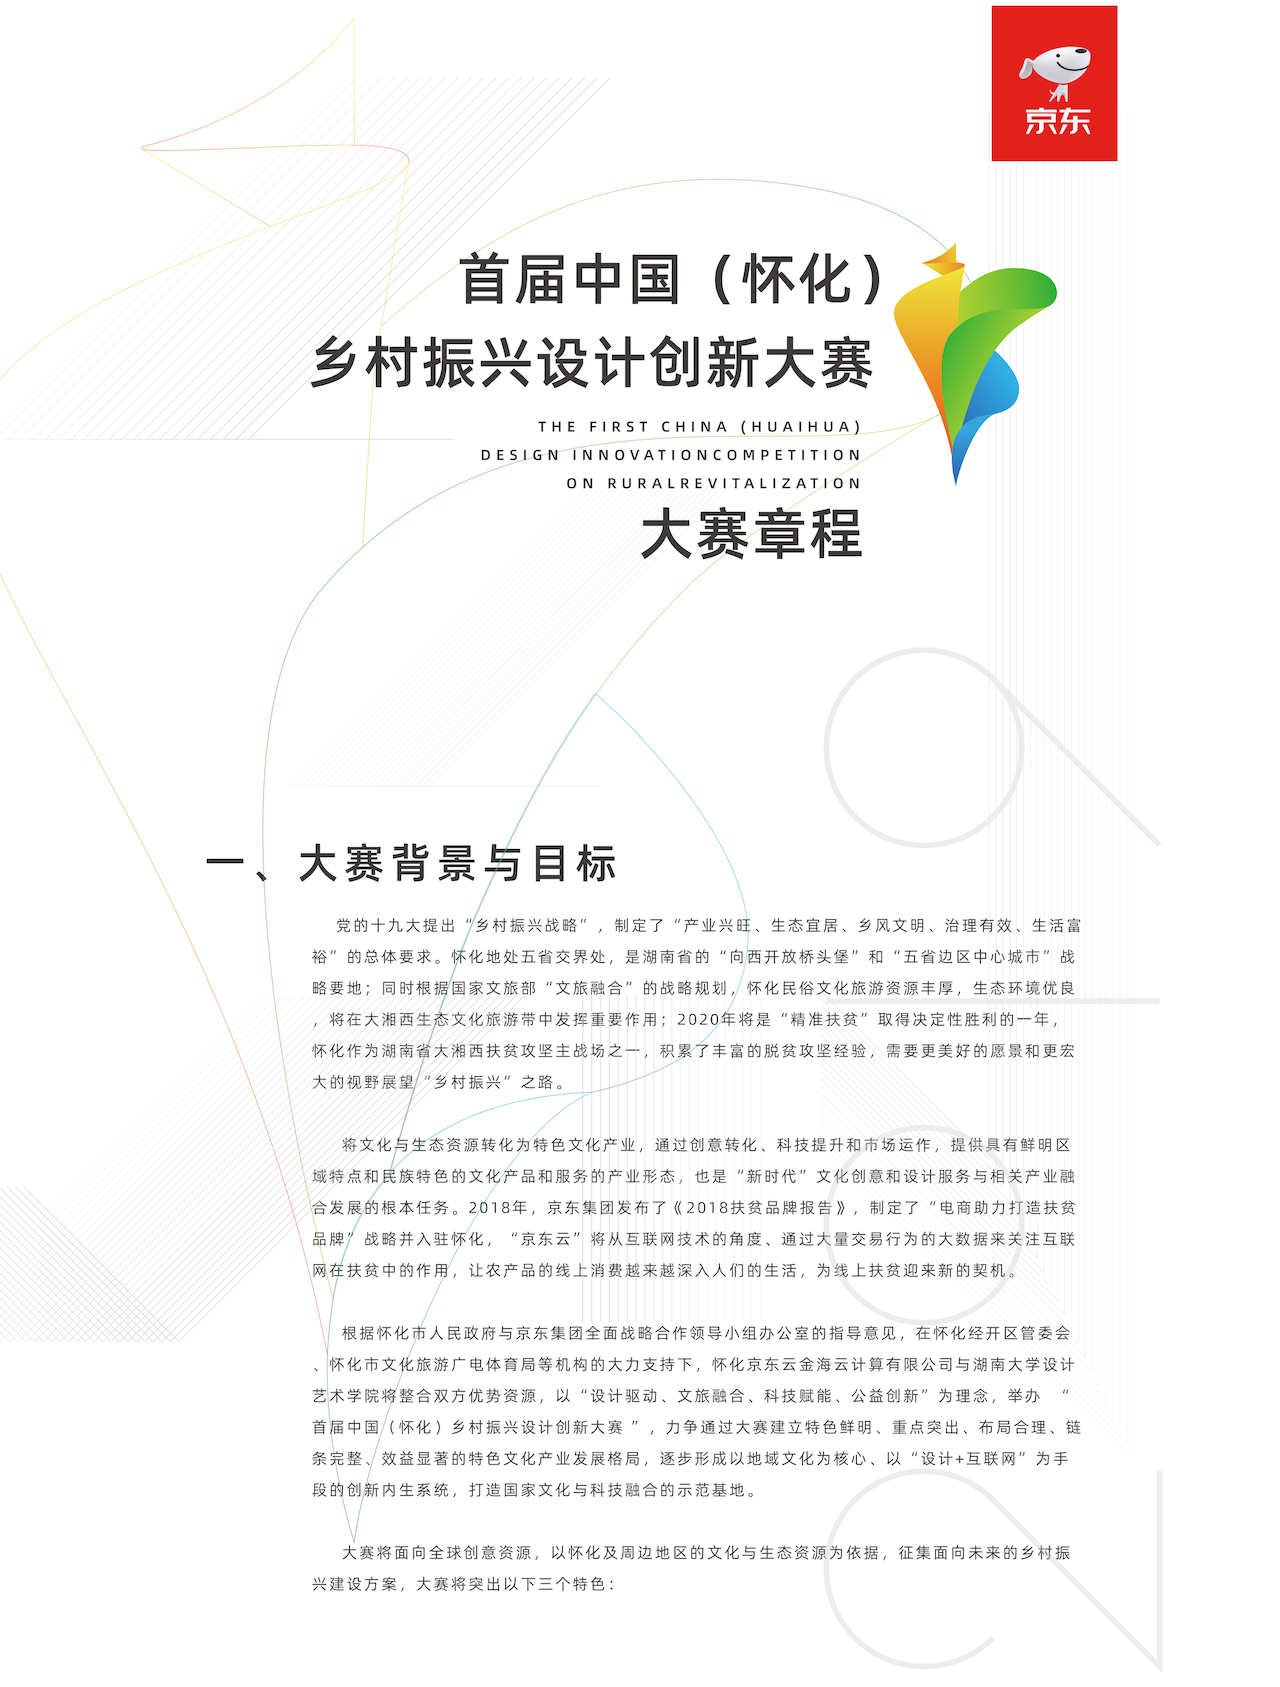 京东
首届中国（怀化）
乡村振兴设计创新大赛
THE FIRST CHINA (HUAIHUA)
DESIGN INNOVATIONCOMPETITION
ON RURALREVITALIZATION
大赛章程
2019
一、大赛背景与目标
党的十九大提出“乡村振兴战略”，制定了“产业兴旺、生态宜居、乡风文明、治理有效、生活富
裕”的总体要求。怀化地处五省交界处，是湖南省的“向西开放桥头堡”和“五省边区中心城市”战
略要地；同时根据国家文旅部“文旅融合”的战略规划，怀化民俗文化旅游资源丰厚，生态环境优良
，将在大湘西生态文化旅游带中发挥重要作用；2020年将是“精准扶贫”取得决定性胜利的一年，
怀化作为湖南省大湘西扶贫攻坚主战场之一，积累了丰富的脱贫攻坚经验，需要更美好的愿景和更宏
大的视野展望“乡村振兴”之路。
将文化与生态资源转化为特色文化产业，通过创意转化、科技提升和市场运作，提供具有鲜明区
域特点和民族特色的文化产品和服务的产业形态，也是“新时代”文化创意和设计服务与相关产业融
合发展的根本任务。2018年，京东集团发布了《2018扶贫品牌报告》，制定了“电商助力打造扶贫
品牌”战略并入驻怀化，“京东云”将从互联网技术的角度、通过大量交易行为的大数据来关注互联
网在扶贫中的作用，让农产品的线上消费越来越深入人们的生活，为线上扶贫迎来新的契机。
根据怀化市人民政府与京东集团全面战略合作领导小组办公室的指导意见，在怀化经开区管委会
、怀化市文化旅游广电体育局等机构的大力支持下，怀化京东云金海云计算有限公司与湖南大学设计
艺术学院将整合双方优势资源，以“设计驱动、文旅融合、科技赋能、公益创新”为理念，举办 “
首届中国（怀化）乡村振兴设计创新大赛 ”，力争通过大赛建立特色鲜明、重点突出、布局合理、链
条完整、效益显著的特色文化产业发展格局，逐步形成以地域文化为核心、以“设计+互联网”为手
段的创新内生系统，打造国家文化与科技融合的示范基地。
大赛将面向全球创意资源，以怀化及周边地区的文化与生态资源为依据，征集面向未来的乡村振
兴建设方案，大赛将突出以下三个特色：